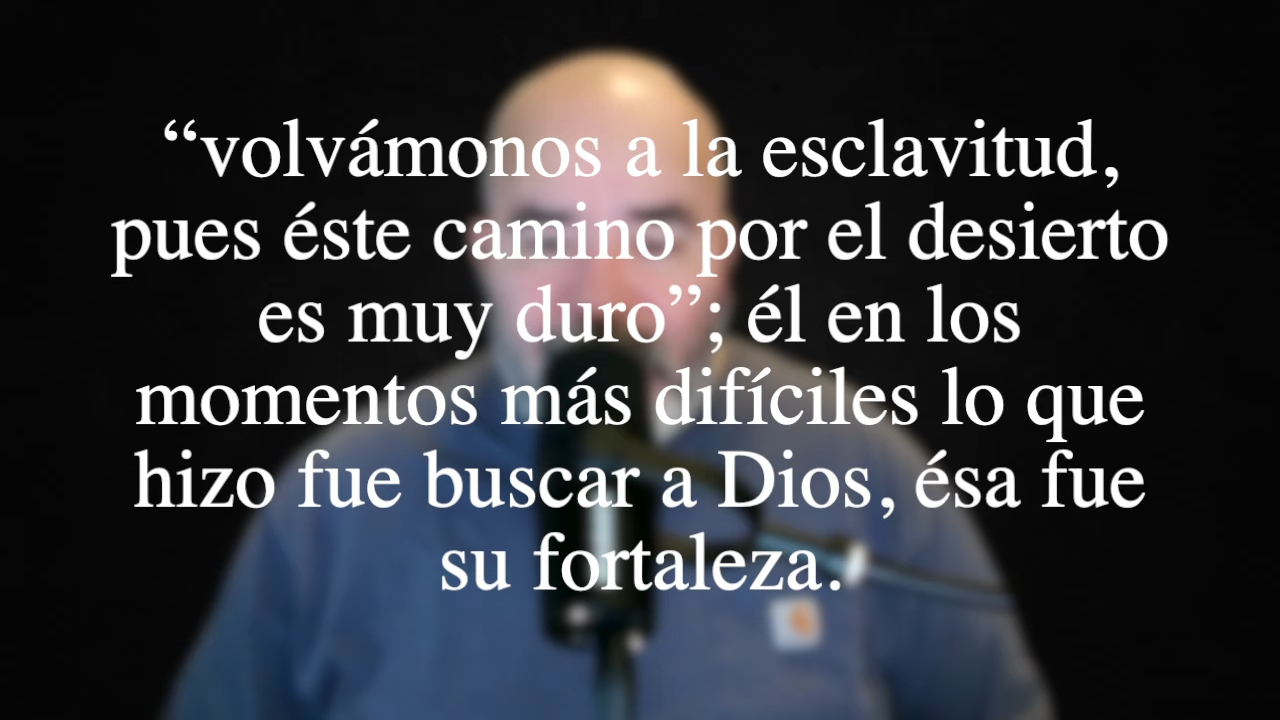 “volvámonos a la esclavitud,
pues éste camino por el desierto
es muy duro”; él en los
momentos más difíciles lo que
hizo fue buscar a Dios, ésa fue
su fortaleza.